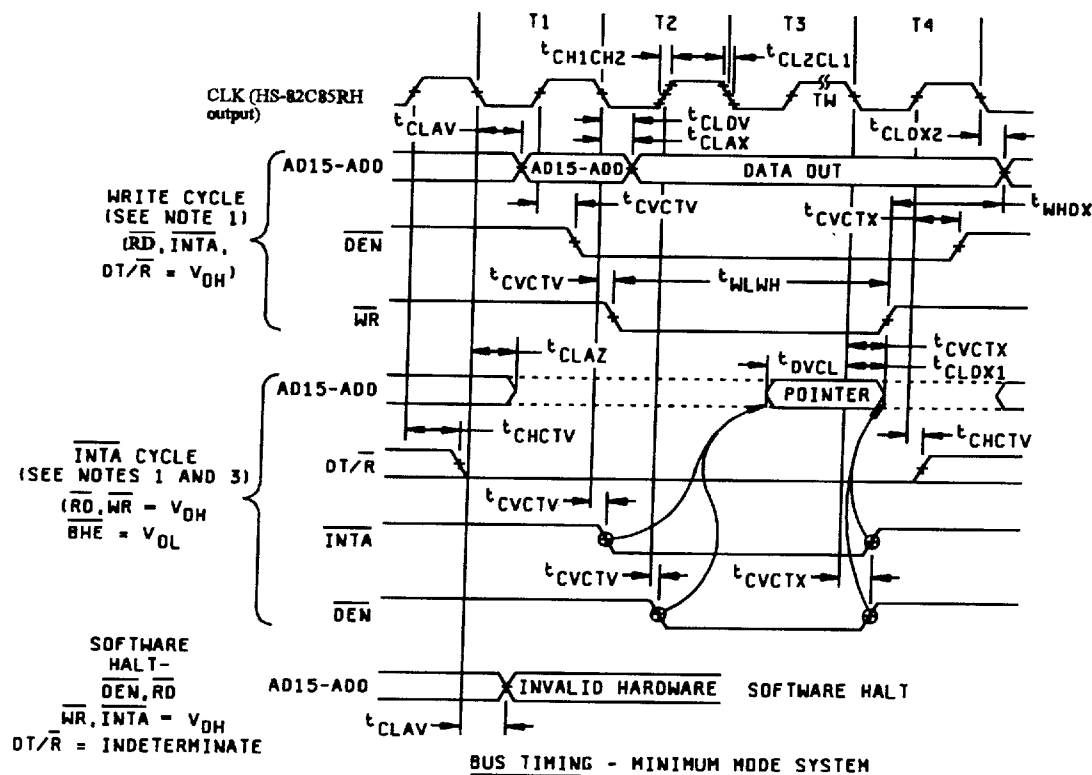 T1 T2 T3 T4
tCH1CH2 tCL2CL1
CLK (HS-82C85RH
output)
TW
tCLAV tCLDV tCLAX tCLDX2
AD15-AD0 AD15-AD0 DATA OUT
WRITE CYCLE
(SEE NOTE 1)
(RD, INTA,
DT/R = VOH)
tCVCTV tCVCTX tWHDX
DEN
tCVCTV tWLWH
WR
tCLAZ tDVCL tCVCTX
tCLDX1
AD15-AD0 POINTER
tCHCTV tCHCTV
INTA CYCLE
(SEE NOTES 1 AND 3)
(RD, WR = VOH
BHE = VOL
DT/R
tCVCTV
INTA
tCVCTV tCVCTX
DEN
SOFTWARE
HALT-
DEN, RD
WR, INTA = VOH
DT/R = INDETERMINATE
AD15-AD0 INVALID HARDWARE SOFTWARE HALT
tCLAV
BUS TIMING - MINIMUM MODE SYSTEM